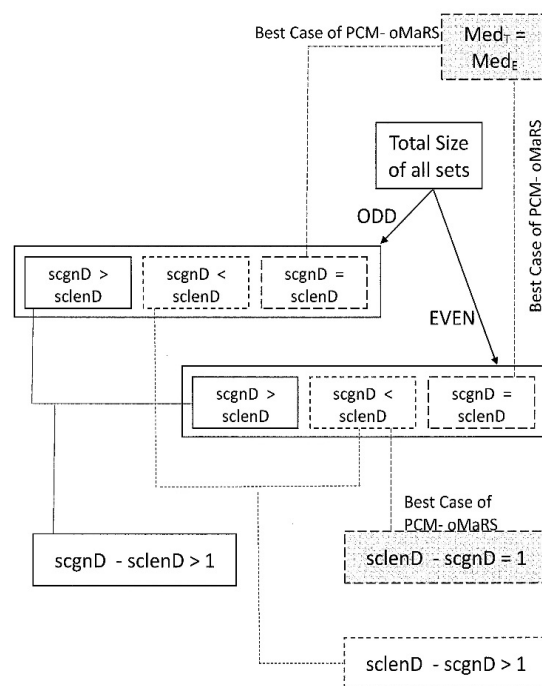 Best Case of PCM- oMaRS
Med_T =
Med_E
Best Case of PCM- oMaRS
Total Size
of all sets
ODD
scgnD >
sclenD
scgnD <
sclenD
scgnD =
sclenD
EVEN
scgnD >
sclenD
scgnD <
sclenD
scgnD =
sclenD
Best Case of
PCM- oMaRS
scgnD - sclenD > 1
sclenD - scgnD = 1
sclenD - scgnD > 1